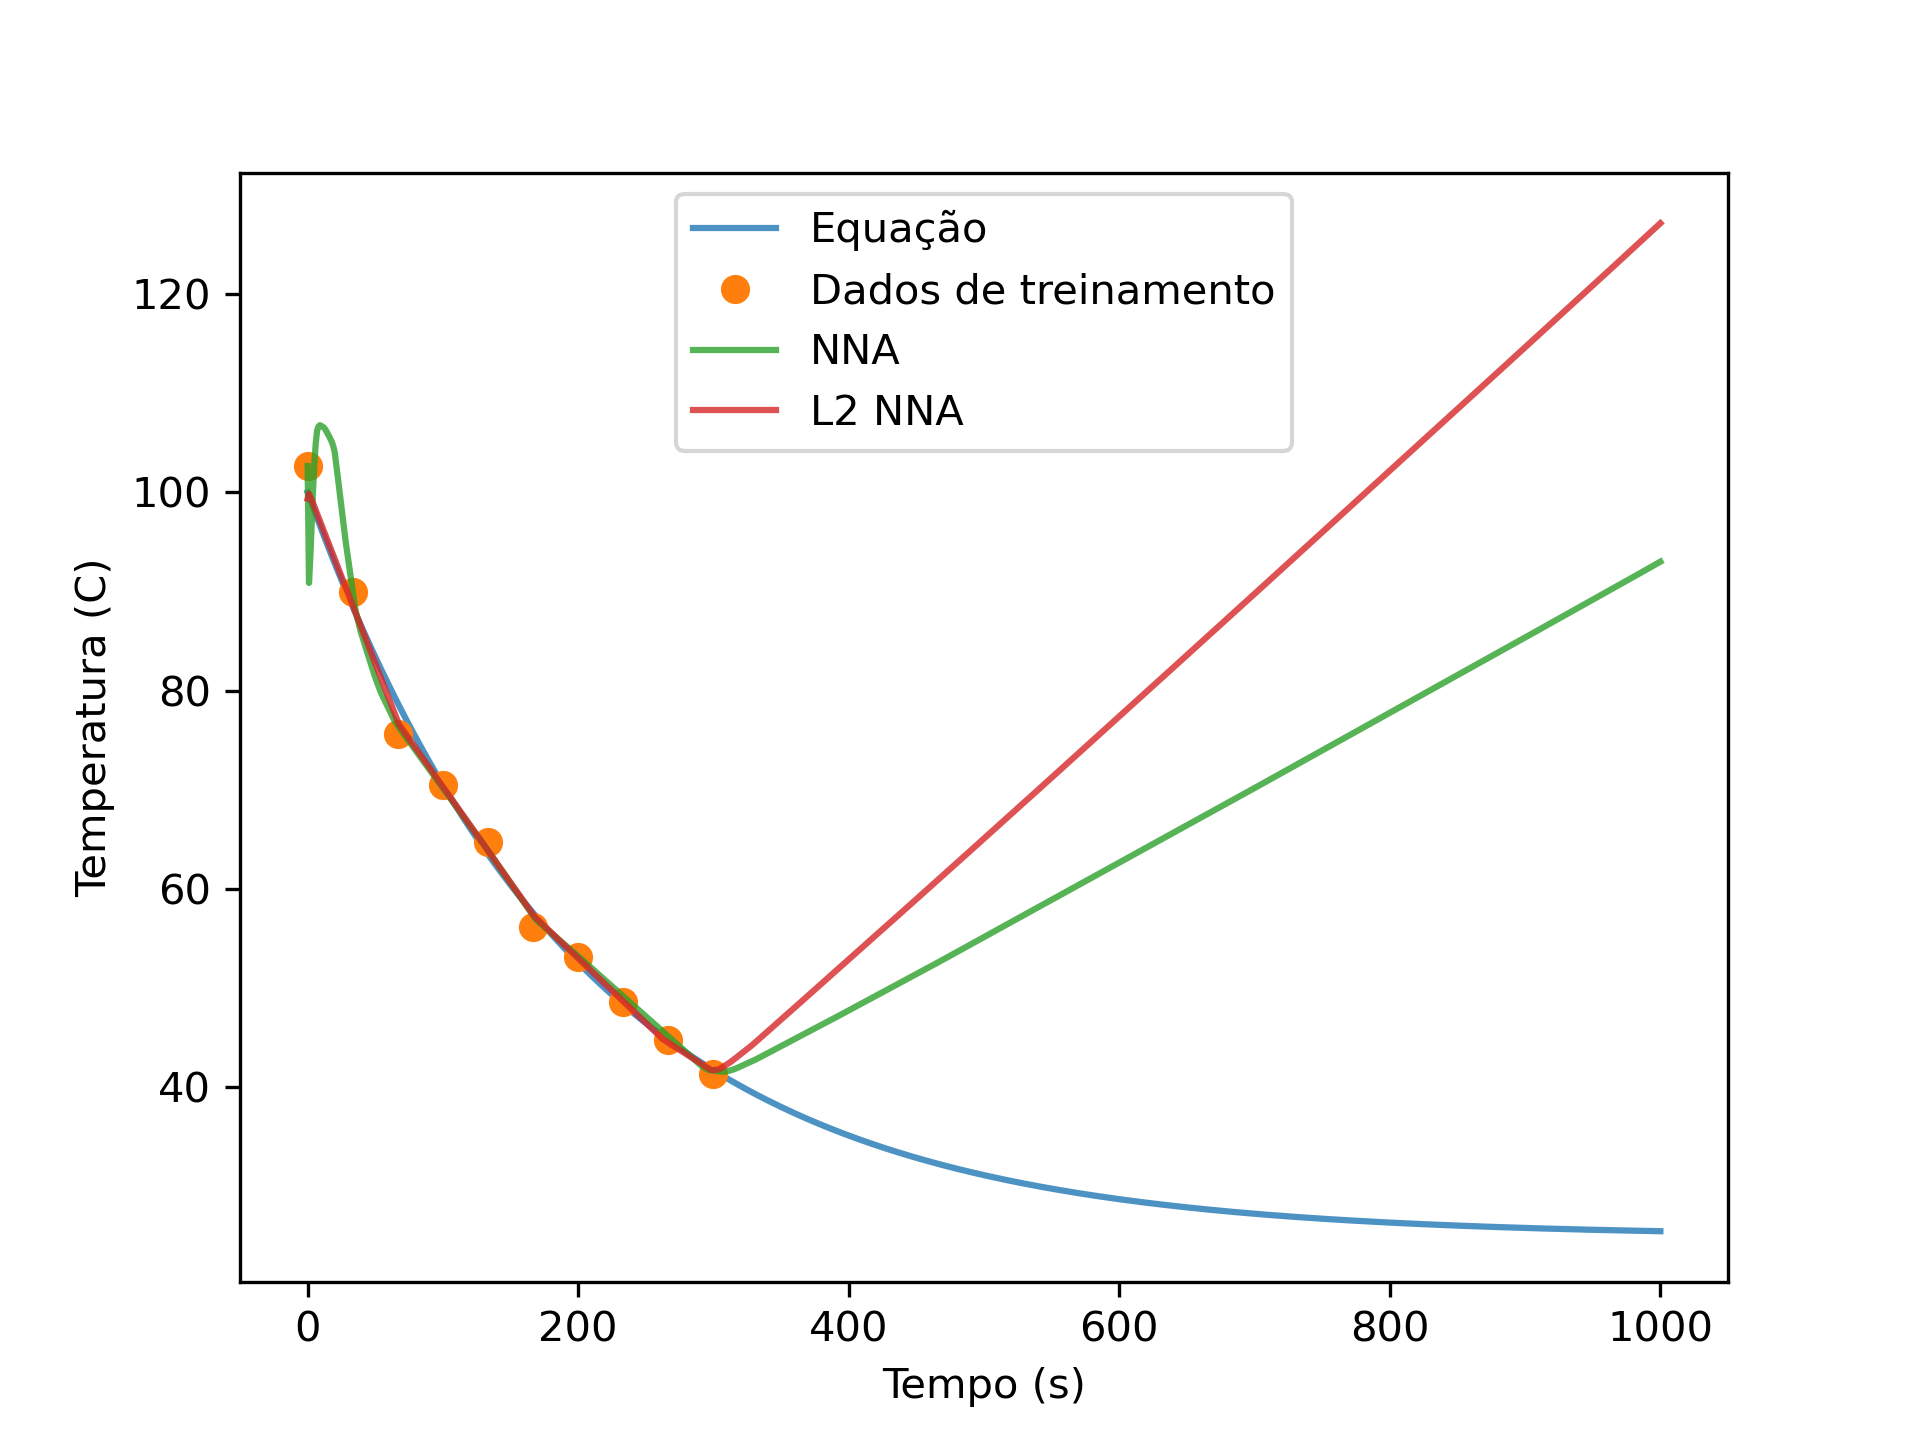 Equação
Dados de treinamento
NNA
L2 NNA
120
100
80
60
40
Temperatura (C)
0 200 400 600 800 1000
Tempo (s)